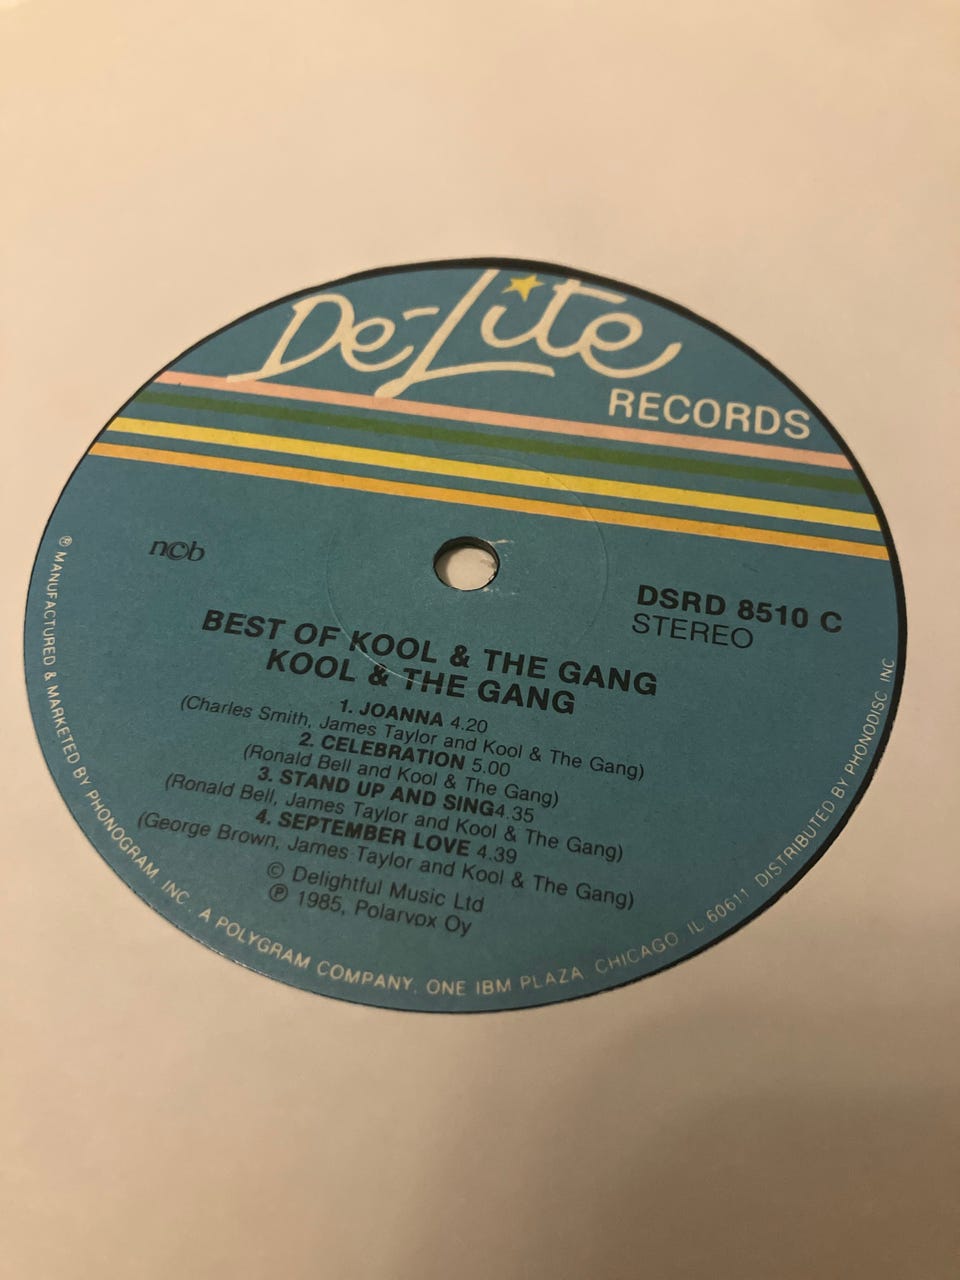 De-Lite
RECORDS
ncb
DSRD 8510 C
STEREO
BEST OF KOOL & THE GANG
KOOL & THE GANG
1. JOANNA 4.20
(Charles Smith, James Taylor and Kool & The Gang)
2. CELEBRATION 5.00
(Ronald Bell and Kool & The Gang)
3. STAND UP AND SING4.35
(Ronald Bell, James Taylor and Kool & The Gang)
4. SEPTEMBER LOVE 4.39
(George Brown, James Taylor and Kool & The Gang)
© Delightful Music Ltd
℗ 1985, Polarvox Oy
® MANUFACTURED & MARKETED BY PHONOGRAM, INC. A POLYGRAM COMPANY, ONE IBM PLAZA CHICAGO IL 60611 DISTRIBUTED BY PHONODISC INC